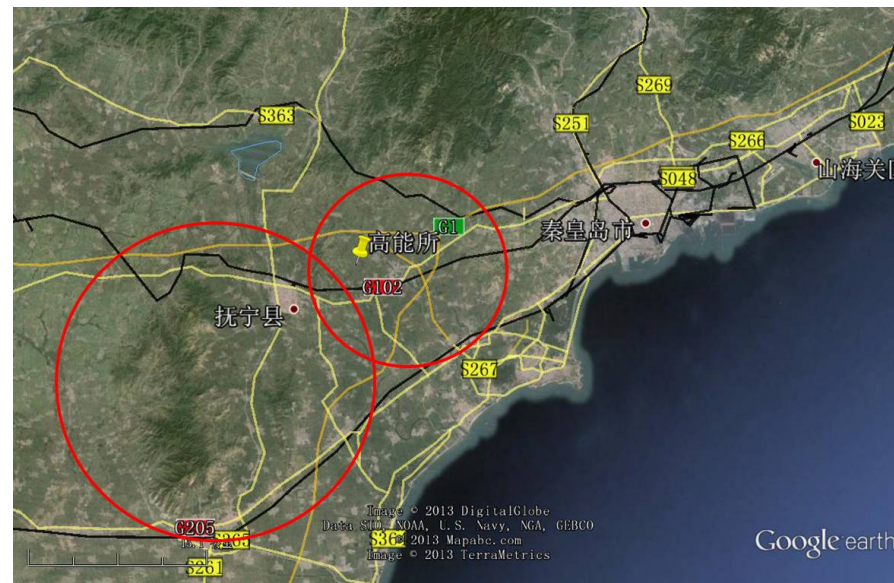 S269
S363
S251
S023
S266
S048
山海关区
G1
秦皇岛市
高能所
G102
抚宁县
S267
Image © 2013 DigitalGlobe
G205
Data SIO, NOAA, U.S. Navy, NGA, GEBCO
S265
© 2013 Mapabc.com
Image © 2013 TerraMetrics
Google earth
S261